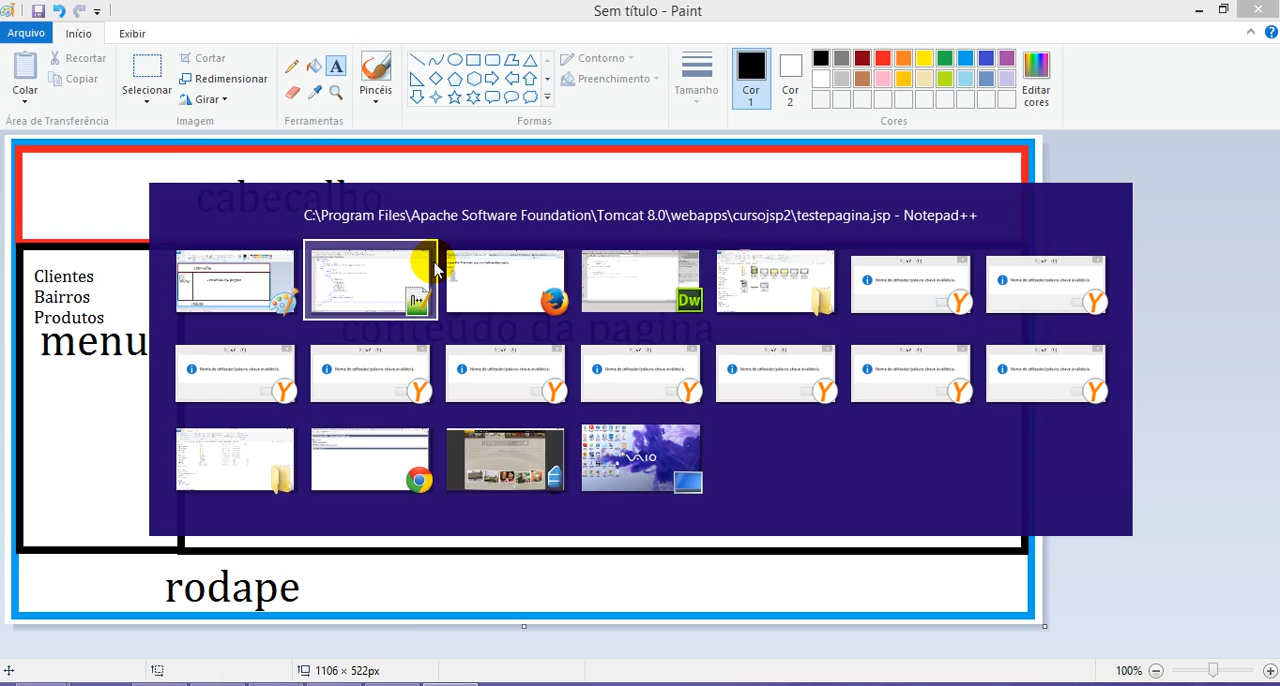 Sem título - Paint
Arquivo
Início
Exibir
Colar
Recortar
Copiar
Área de Transferência
Selecionar
Cortar
Redimensionar
Girar
Imagem
A
Ferramentas
Pincéis
Contorno
Preenchimento
Formas
Tamanho
Cor
1
Cor
2
Editar
cores
Cores
cabecalho
C:\Program Files\Apache Software Foundation\Tomcat 8.0\webapps\cursojsp2\testepagina.jsp - Notepad++
Clientes
Bairros
Produtos
menu
conteudo da pagina
Dw
VAIO
rodape
1106 × 522px
100%